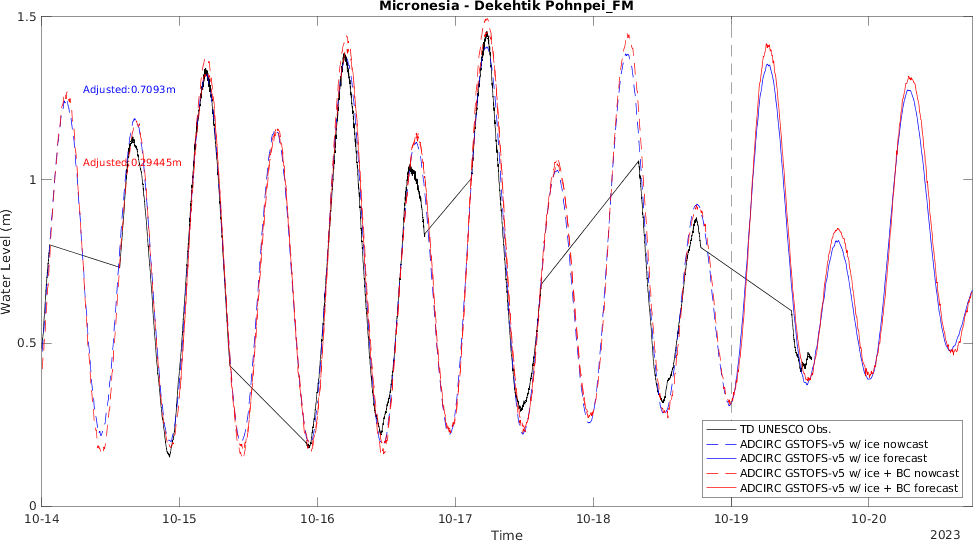 Micronesia - Dekehtik Pohnpei_FM
1.5
Adjusted:0.7093m
Adjusted:0.29445m
1
Water Level (m)
0.5
TD UNESCO Obs.
ADCIRC GSTOFS-v5 w/ ice nowcast
ADCIRC GSTOFS-v5 w/ ice forecast
ADCIRC GSTOFS-v5 w/ ice + BC nowcast
ADCIRC GSTOFS-v5 w/ ice + BC forecast
0
10-14 10-15 10-16 10-17 10-18 10-19 10-20
Time
2023